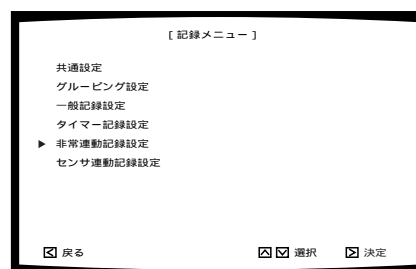 [ 記録メニュー ]
共通設定
グルーピング設定
一般記録設定
タイマー記録設定
▶ 非常連動記録設定
センサ連動記録設定
戻る 選択 決定